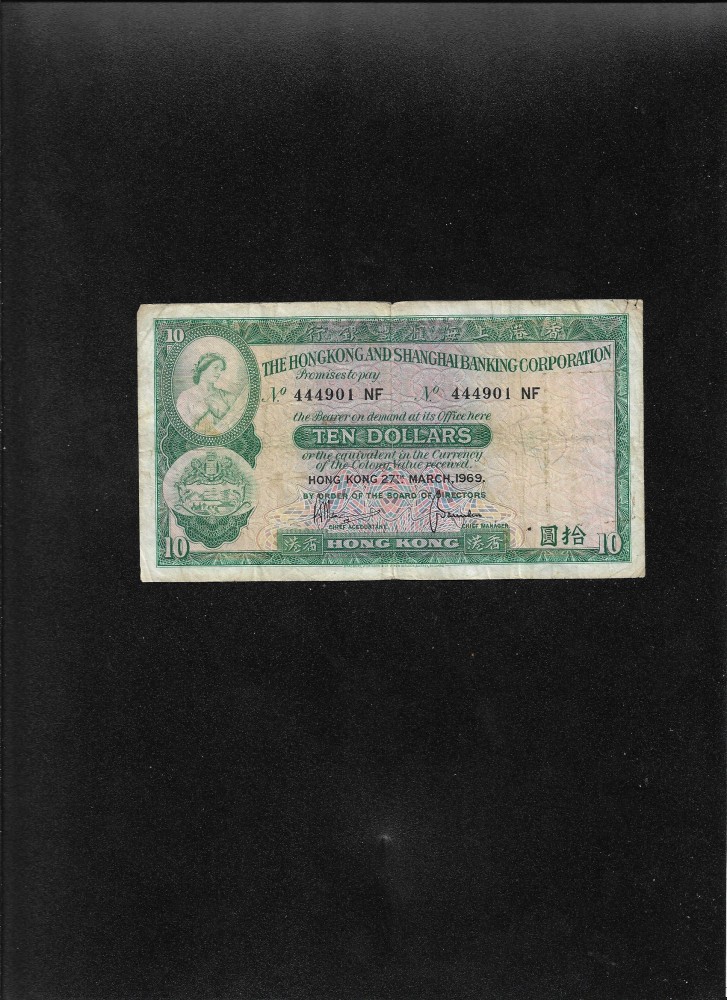 10
行銀豐滙海上港香
THE HONGKONG AND SHANGHAI BANKING CORPORATION
Promises to pay
Nº 444901 NF Nº 444901 NF
the Bearer on demand at its Office here
TEN DOLLARS
or the equivalent in the Currency
of the Colony, Value received.
HONG KONG 27TH MARCH, 1969.
BY ORDER OF THE BOARD OF DIRECTORS
CHIEF ACCOUNTANT CHIEF MANAGER
圓拾
10 港香 HONG KONG 港香 10